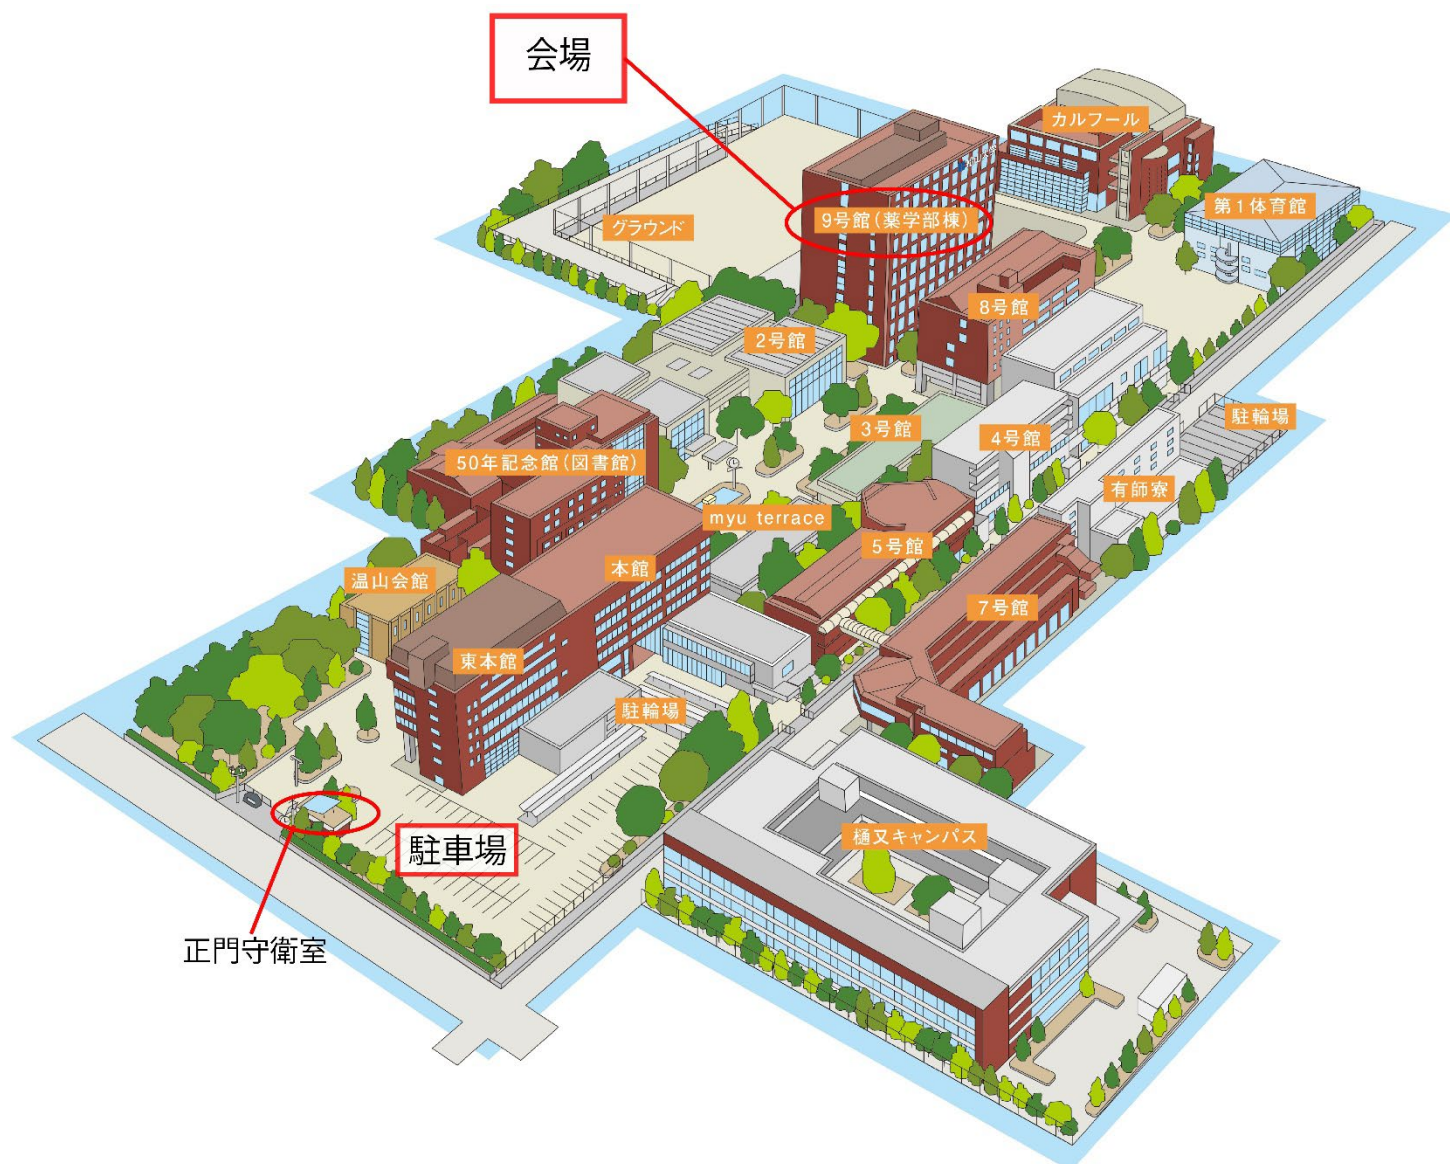 会場
カルフール
第1体育館
9号館(薬学部棟)
グラウンド
8号館
2号館
駐輪場
3号館
4号館
50年記念館(図書館)
有師寮
myu terrace
5号館
本館
温山会館
7号館
東本館
駐輪場
樋又キャンパス
駐車場
正門守衛室